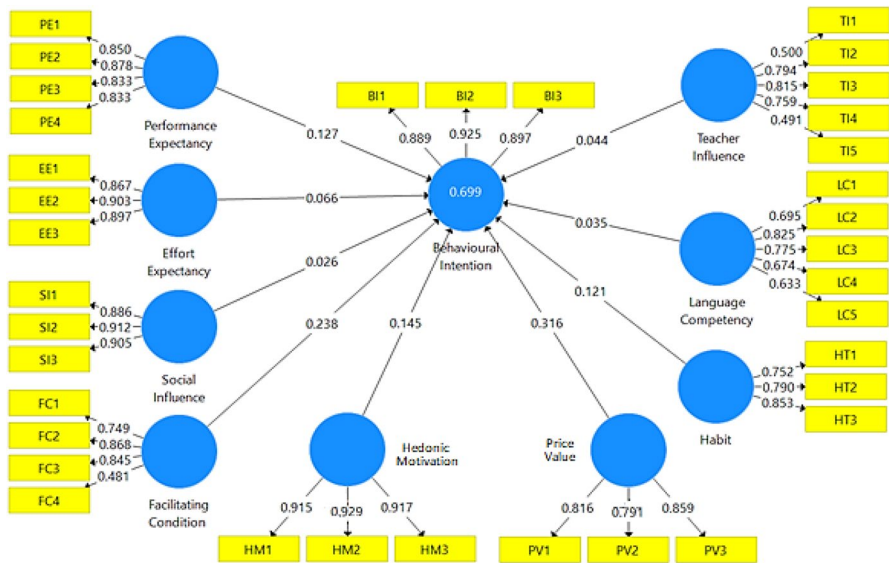 PE1
PE2
PE3
PE4
0.850
0.878
0.833
0.833
Performance
Expectancy
EE1
EE2
EE3
0.867
0.903
0.897
Effort
Expectancy
SI1
SI2
SI3
0.886
0.912
0.905
Social
Influence
FC1
FC2
FC3
FC4
0.749
0.868
0.845
0.481
Facilitating
Condition
BI1
BI2
BI3
0.889
0.925
0.897
0.699
Behavioural
Intention
0.127
0.066
0.026
0.238
0.145
0.316
0.121
0.035
0.044
Hedonic
Motivation
0.915
0.929
0.917
HM1
HM2
HM3
Price
Value
0.816
0.791
0.859
PV1
PV2
PV3
TI1
TI2
TI3
TI4
TI5
0.500
0.794
0.815
0.759
0.491
Teacher
Influence
LC1
LC2
LC3
LC4
LC5
0.695
0.825
0.775
0.674
0.633
Language
Competency
HT1
HT2
HT3
0.752
0.790
0.853
Habit